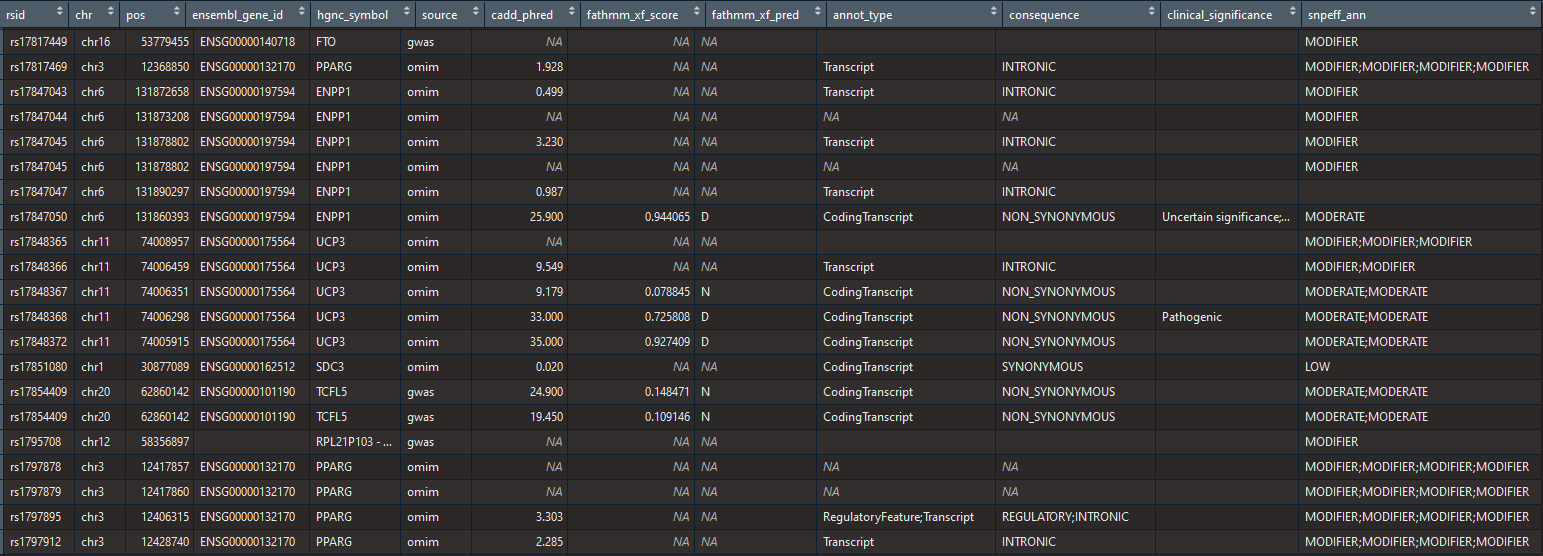 rsid chr pos ensembl_gene_id hgnc_symbol source cadd_phred fathmm_xf_score fathmm_xf_pred annot_type consequence clinical_significance snpeff_ann
rs17817449 chr16 53779455 ENSG00000140718 FTO gwas NA NA NA MODIFIER
rs17817469 chr3 12368850 ENSG00000132170 PPARG omim 1.928 NA NA Transcript INTRONIC MODIFIER;MODIFIER;MODIFIER;MODIFIER
rs17847043 chr6 131872658 ENSG00000197594 ENPP1 omim 0.499 NA NA Transcript INTRONIC MODIFIER
rs17847044 chr6 131873208 ENSG00000197594 ENPP1 omim NA NA NA NA NA MODIFIER
rs17847045 chr6 131878802 ENSG00000197594 ENPP1 omim 3.230 NA NA Transcript INTRONIC MODIFIER
rs17847045 chr6 131878802 ENSG00000197594 ENPP1 omim NA NA NA NA NA MODIFIER
rs17847047 chr6 131890297 ENSG00000197594 ENPP1 omim 0.987 NA NA Transcript INTRONIC
rs17847050 chr6 131860393 ENSG00000197594 ENPP1 omim 25.900 0.944065 D CodingTranscript NON_SYNONYMOUS Uncertain significance;... MODERATE
rs17848365 chr11 74008957 ENSG00000175564 UCP3 omim NA NA NA MODIFIER;MODIFIER;MODIFIER
rs17848366 chr11 74006459 ENSG00000175564 UCP3 omim 9.549 NA NA Transcript INTRONIC MODIFIER;MODIFIER
rs17848367 chr11 74006351 ENSG00000175564 UCP3 omim 9.179 0.078845 N CodingTranscript NON_SYNONYMOUS MODERATE;MODERATE
rs17848368 chr11 74006298 ENSG00000175564 UCP3 omim 33.000 0.725808 D CodingTranscript NON_SYNONYMOUS Pathogenic MODERATE;MODERATE
rs17848372 chr11 74005915 ENSG00000175564 UCP3 omim 35.000 0.927409 D CodingTranscript NON_SYNONYMOUS MODERATE;MODERATE
rs17851080 chr1 30877089 ENSG00000162512 SDC3 omim 0.020 NA NA CodingTranscript SYNONYMOUS LOW
rs17854409 chr20 62860142 ENSG00000101190 TCFL5 gwas 24.900 0.148471 N CodingTranscript NON_SYNONYMOUS MODERATE;MODERATE
rs17854409 chr20 62860142 ENSG00000101190 TCFL5 gwas 19.450 0.109146 N CodingTranscript NON_SYNONYMOUS MODERATE;MODERATE
rs1795708 chr12 58356897 RPL21P103 - ... gwas NA NA NA MODIFIER
rs1797878 chr3 12417857 ENSG00000132170 PPARG omim NA NA NA NA NA MODIFIER;MODIFIER;MODIFIER;MODIFIER
rs1797879 chr3 12417860 ENSG00000132170 PPARG omim NA NA NA NA NA MODIFIER;MODIFIER;MODIFIER;MODIFIER
rs1797895 chr3 12406315 ENSG00000132170 PPARG omim 3.303 NA NA RegulatoryFeature;Transcript REGULATORY;INTRONIC MODIFIER;MODIFIER;MODIFIER;MODIFIER
rs1797912 chr3 12428740 ENSG00000132170 PPARG omim 2.285 NA NA Transcript INTRONIC MODIFIER;MODIFIER;MODIFIER;MODIFIER